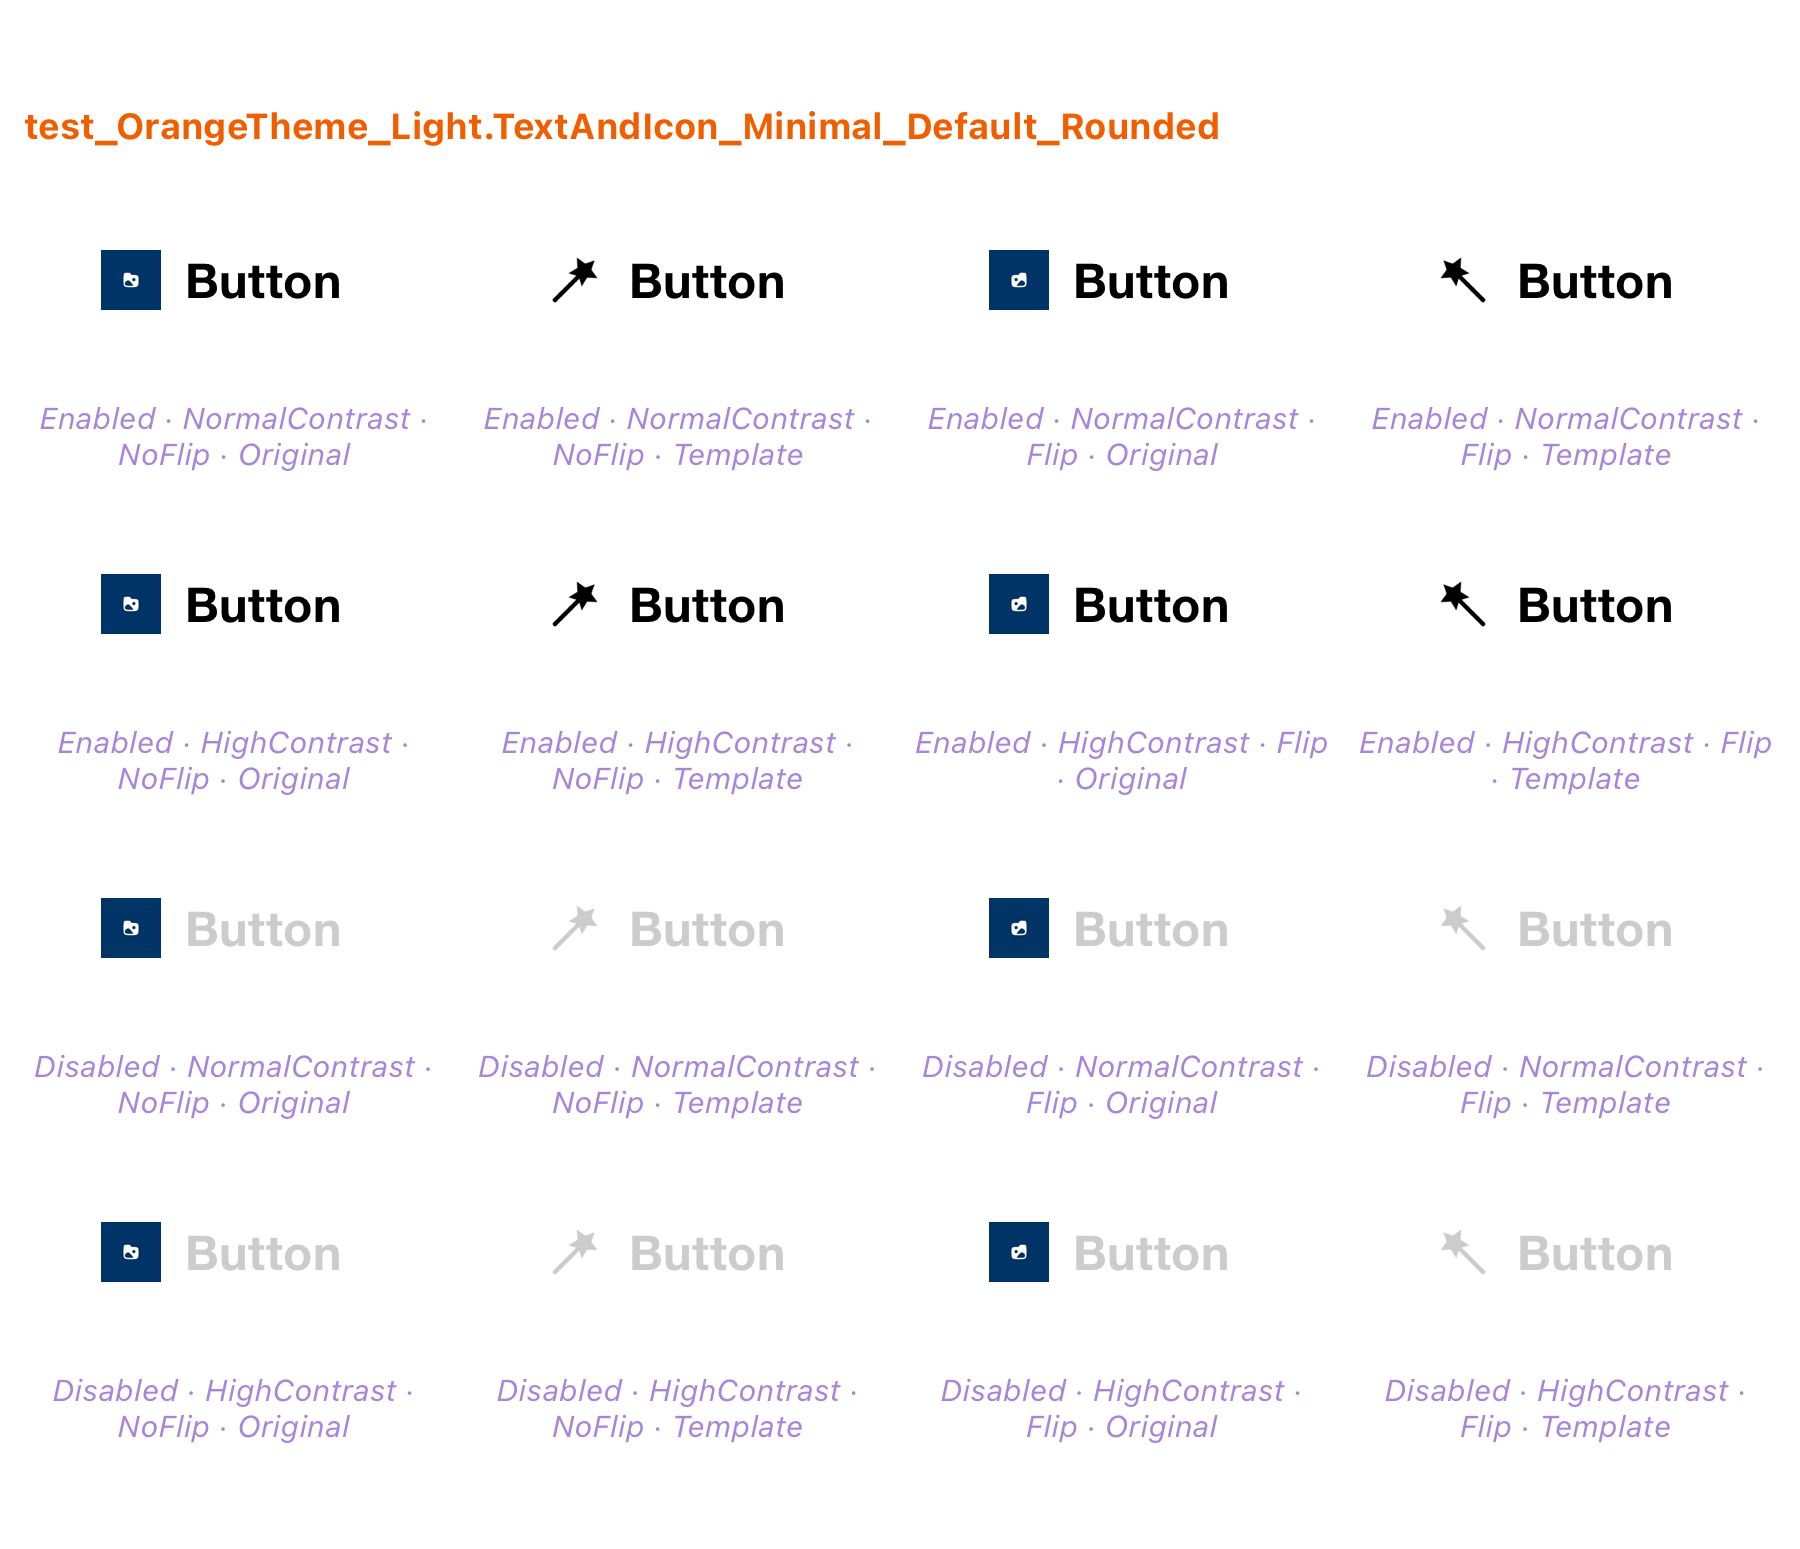 test_OrangeTheme_Light.TextAndIcon_Minimal_Default_Rounded
Button Button Button Button
Enabled · NormalContrast · Enabled · NormalContrast · Enabled · NormalContrast · Enabled · NormalContrast ·
NoFlip · Original NoFlip · Template Flip · Original Flip · Template
Button Button Button Button
Enabled · HighContrast · Enabled · HighContrast · Enabled · HighContrast · Flip Enabled · HighContrast · Flip
NoFlip · Original NoFlip · Template · Original · Template
Button Button Button Button
Disabled · NormalContrast · Disabled · NormalContrast · Disabled · NormalContrast · Disabled · NormalContrast ·
NoFlip · Original NoFlip · Template Flip · Original Flip · Template
Button Button Button Button
Disabled · HighContrast · Disabled · HighContrast · Disabled · HighContrast · Disabled · HighContrast ·
NoFlip · Original NoFlip · Template Flip · Original Flip · Template